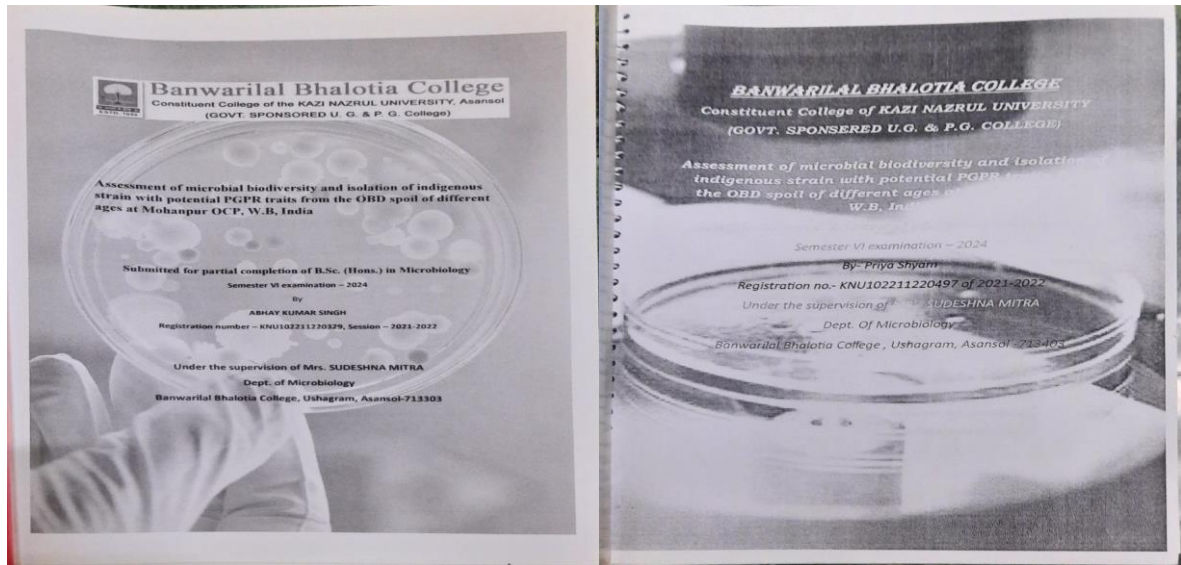 Banwarilal Bhalotia College
Constituent College of the KAZI NAZRUL UNIVERSITY, Asansol
(GOVT. SPONSORED U. G. & P. G. College)
Assessment of microbial biodiversity and isolation of indigenous
strain with potential PGPR traits from the OBD spoil of different
ages at Mohanpur OCP, W.B, India
Submitted for partial completion of B.Sc. (Hons.) in Microbiology
Semester VI examination – 2024
By
ABHAY KUMAR SINGH
Registration number – KNU102211220329, Session – 2021-2022
Under the supervision of Mrs. SUDESHNA MITRA
Dept. of Microbiology
Banwarilal Bhalotia College, Ushagram, Asansol-713303
BANWARILAL BHALOTIA COLLEGE
Constituent College of KAZI NAZRUL UNIVERSITY
(GOVT. SPONSERED U.G. & P.G. COLLEGE)
Assessment of microbial biodiversity and isolation of
indigenous strain with potential PGPR traits
the OBD spoil of different ages
W.B,
Semester VI examination – 2024
By- Priya Shyam
Registration no.- KNU102211220497 of 2021-2022
Under the supervision of SUDESHNA MITRA
Dept. Of Microbiology
Banwarilal Bhalotia College , Ushagram, Asansol